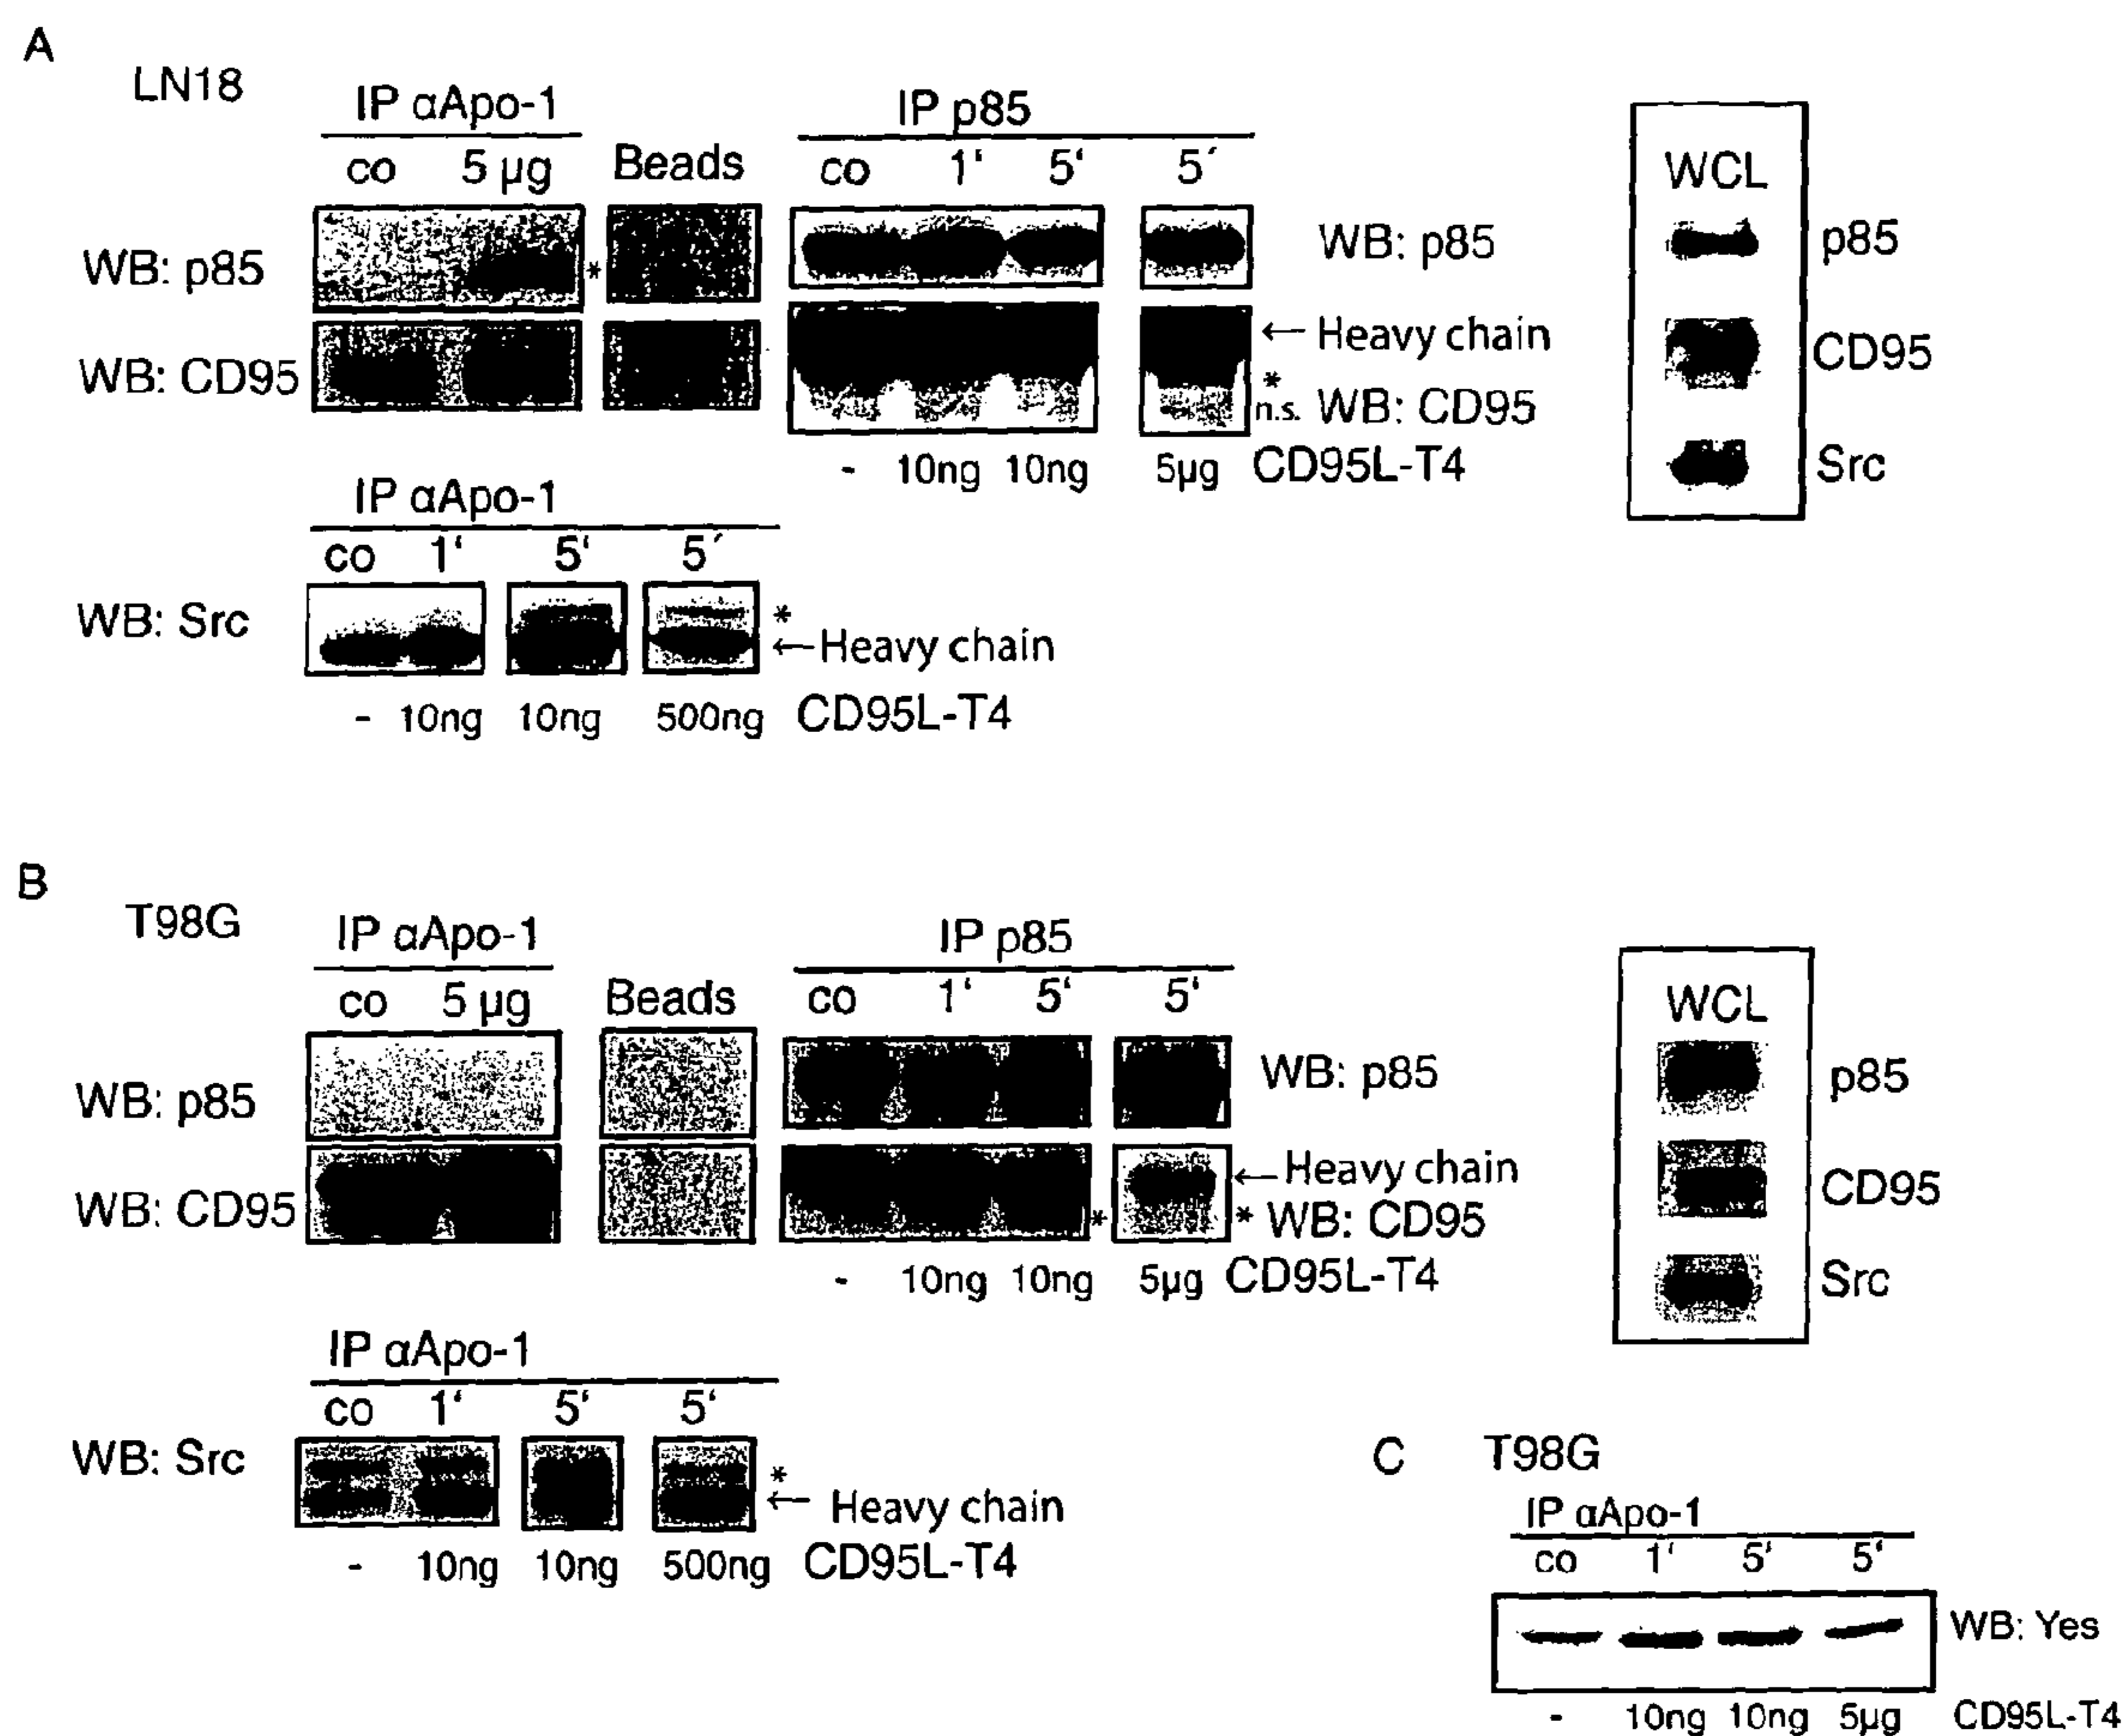 A
LN18
IP αApo-1
IP p85
co 5 µg Beads co 1‘ 5‘ 5´
WCL
WB: p85 * WB: p85 p85
WB: CD95 ← Heavy chain CD95
*
n.s. WB: CD95
- 10ng 10ng 5µg CD95L-T4 Src
IP αApo-1
co 1‘ 5‘ 5´
WB: Src *
←Heavy chain
- 10ng 10ng 500ng CD95L-T4
B
T98G
IP αApo-1
IP p85
co 5 µg Beads co 1‘ 5‘ 5‘
WCL
WB: p85 WB: p85 p85
←Heavy chain
WB: CD95 * * WB: CD95 CD95
- 10ng 10ng 5µg CD95L-T4 Src
IP αApo-1
co 1‘ 5‘ 5‘
WB: Src *
← Heavy chain
- 10ng 10ng 500ng CD95L-T4
C T98G
IP αApo-1
co 1‘ 5‘ 5‘
WB: Yes
- 10ng 10ng 5µg CD95L-T4